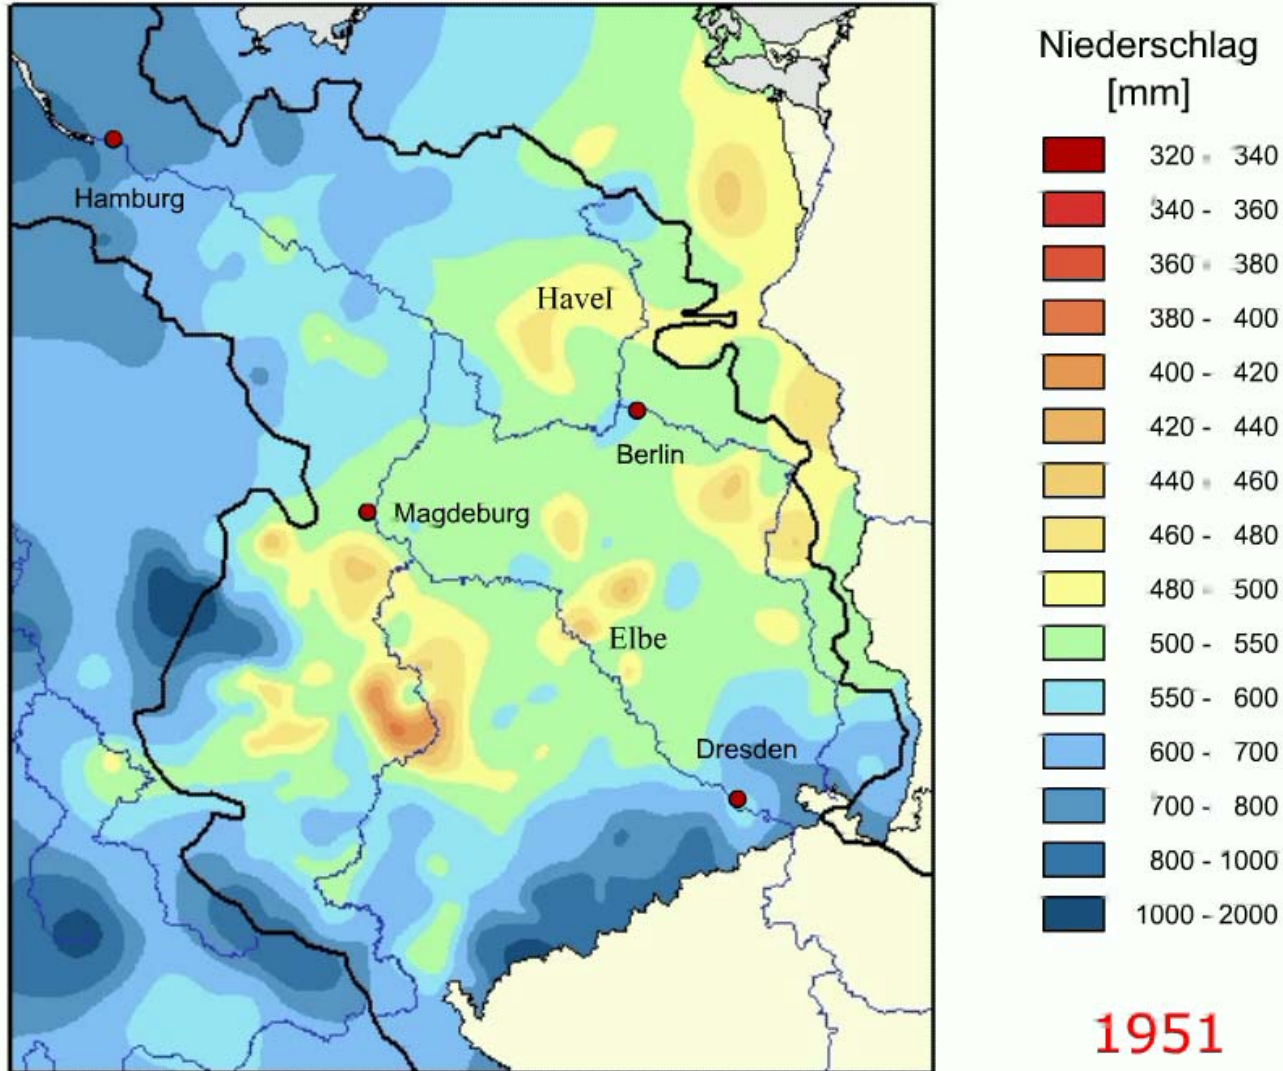 Hamburg
Havel
Berlin
Magdeburg
Elbe
Dresden
Niederschlag
[mm]
320 - 340
340 - 360
360 - 380
380 - 400
400 - 420
420 - 440
440 - 460
460 - 480
480 - 500
500 - 550
550 - 600
600 - 700
700 - 800
800 - 1000
1000 - 2000
1951